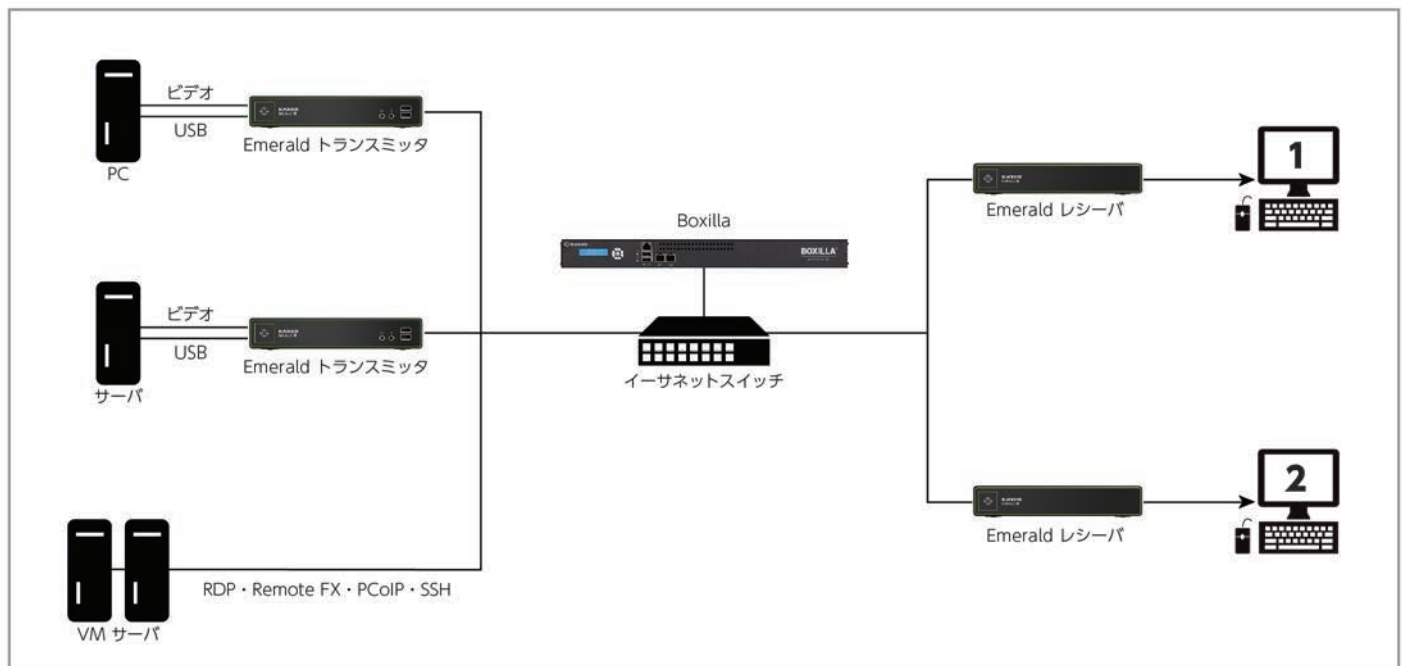 ビデオ
USB
Emerald トランスミッタ
PC
1
Emerald レシーバ
Boxilla
BOXILLA
ビデオ
USB
Emerald トランスミッタ
サーバ
イーサネットスイッチ
2
Emerald レシーバ
RDP・Remote FX・PCoIP・SSH
VM サーバ